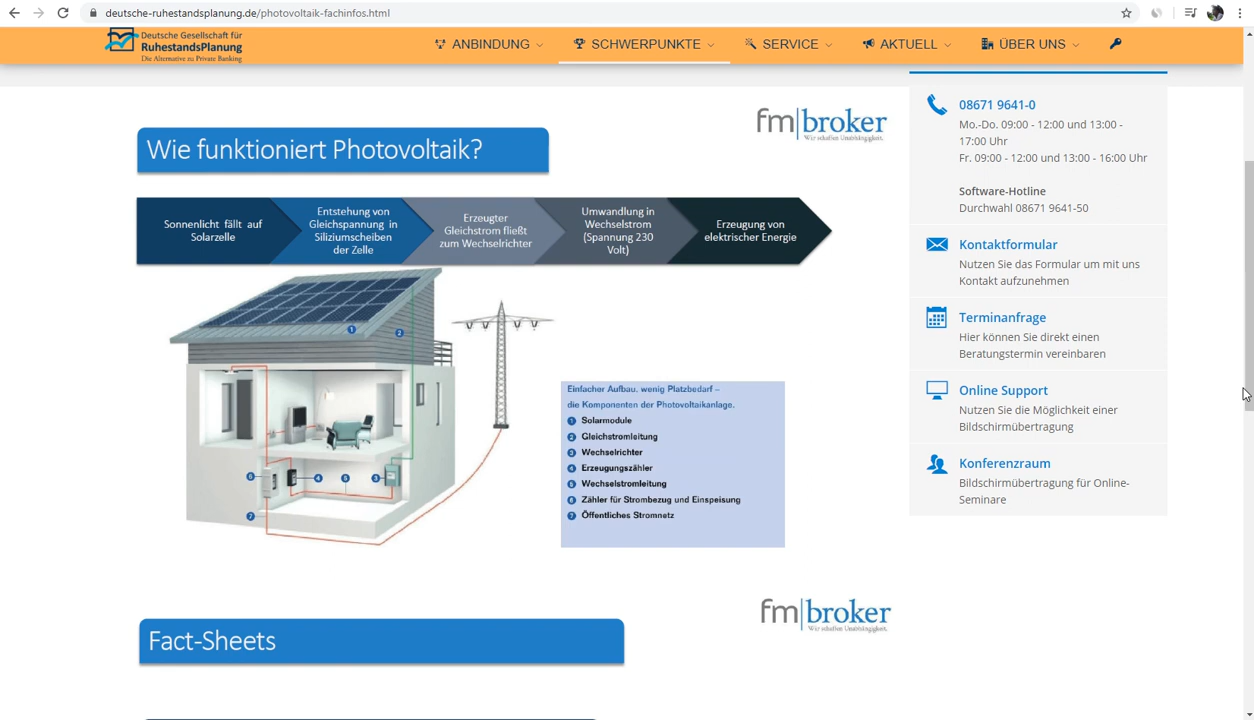 deutsche-ruhestandsplanung.de/photovoltaik-fachinfos.html
Deutsche Gesellschaft für
RuhestandsPlanung
Die Alternative zu Private Banking
ANBINDUNG
SCHWERPUNKTE
SERVICE
AKTUELL
ÜBER UNS
fm|broker
Wir schaffen Unabhängigkeit.
Wie funktioniert Photovoltaik?
Sonnenlicht fällt auf
Solarzelle
Entstehung von
Gleichspannung in
Siliziumscheiben
der Zelle
Erzeugter
Gleichstrom fließt
zum Wechselrichter
Umwandlung in
Wechselstrom
(Spannung 230
Volt)
Erzeugung von
elektrischer Energie
1
2
6
4
5
3
7
Einfacher Aufbau, wenig Platzbedarf –
die Komponenten der Photovoltaikanlage.
1 Solarmodule
2 Gleichstromleitung
3 Wechselrichter
4 Erzeugungszähler
5 Wechselstromleitung
6 Zähler für Strombezug und Einspeisung
7 Öffentliches Stromnetz
fm|broker
Wir schaffen Unabhängigkeit.
Fact-Sheets
08671 9641-0
Mo.-Do. 09:00 - 12:00 und 13:00 -
17:00 Uhr
Fr. 09:00 - 12:00 und 13:00 - 16:00 Uhr
Software-Hotline
Durchwahl 08671 9641-50
Kontaktformular
Nutzen Sie das Formular um mit uns
Kontakt aufzunehmen
Terminanfrage
Hier können Sie direkt einen
Beratungstermin vereinbaren
Online Support
Nutzen Sie die Möglichkeit einer
Bildschirmübertragung
Konferenzraum
Bildschirmübertragung für Online-
Seminare